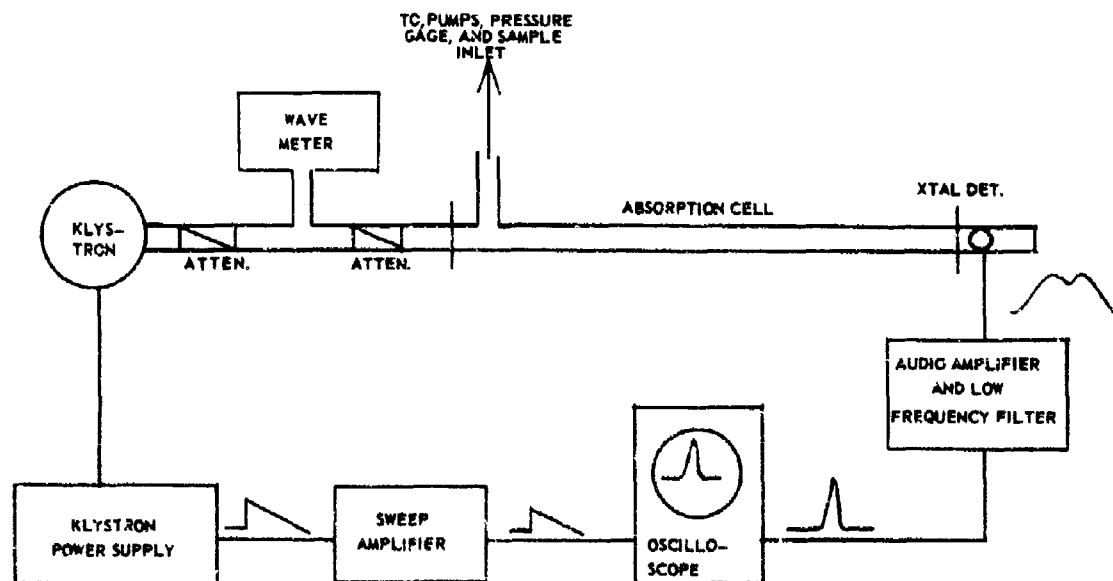 TC, PUMPS, PRESSURE
GAGE, AND SAMPLE
INLET
WAVE
METER
XTAL DET.
ABSORPTION CELL
KLYS-
TRON
ATTEN.
ATTEN.
AUDIO AMPLIFIER
AND LOW
FREQUENCY FILTER
KLYSTRON
POWER SUPPLY
SWEEP
AMPLIFIER
OSCILLO-
SCOPE